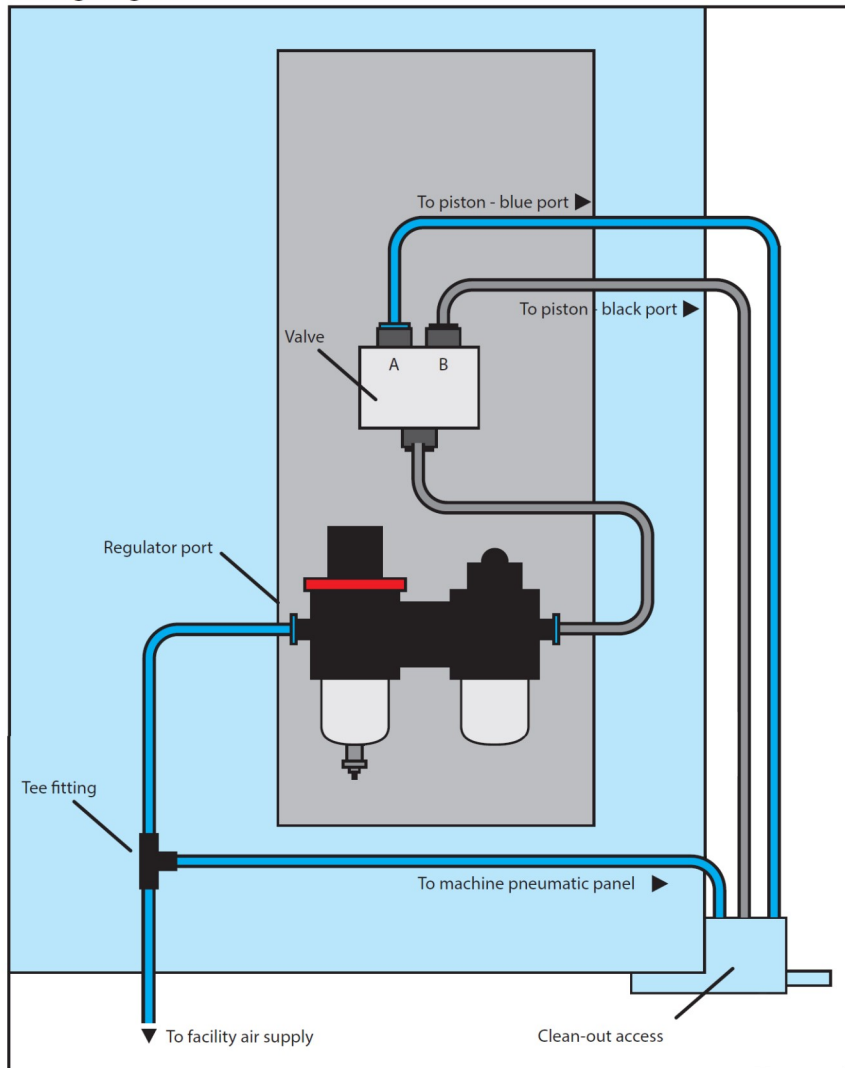 To piston - blue port
To piston - black port
Valve
A B
Regulator port
Tee fitting
To machine pneumatic panel
To facility air supply
Clean-out access